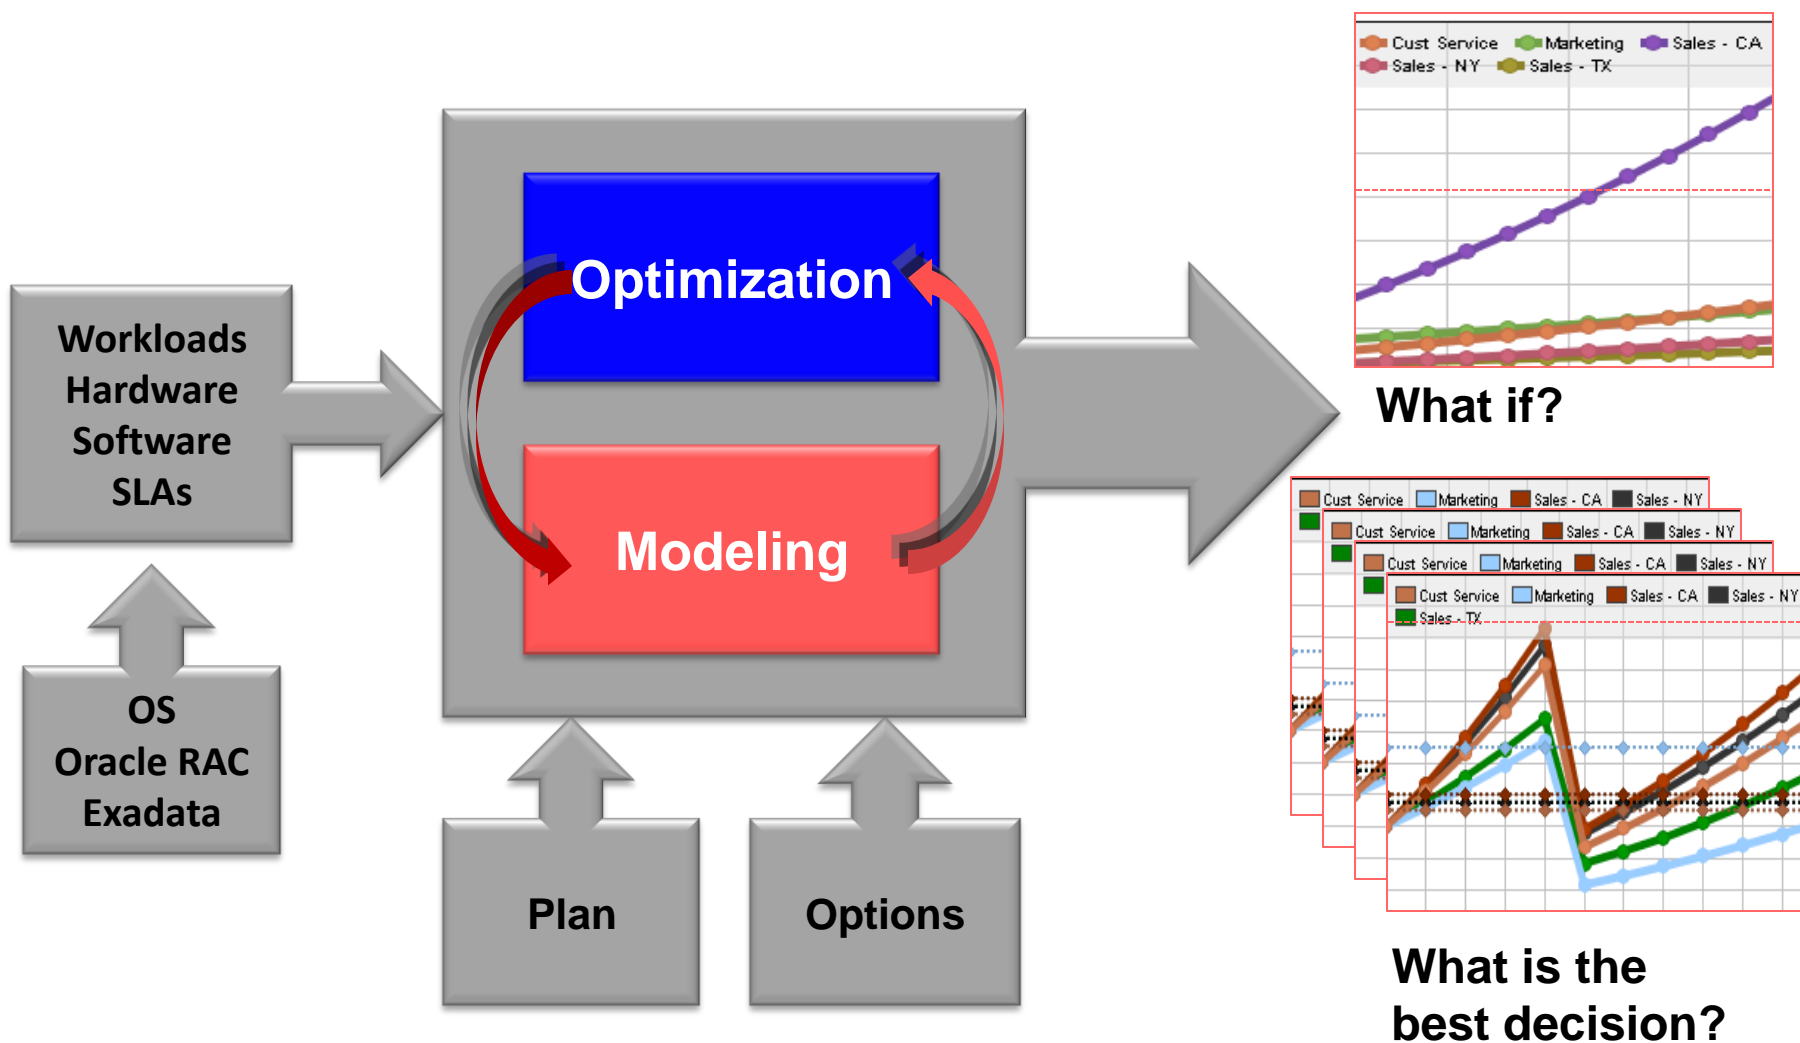 Workloads
Hardware
Software
SLAs
OS
Oracle RAC
Exadata
Optimization
Modeling
Plan
Options
Cust Service Marketing Sales - CA
Sales - NY Sales - TX
What if?
Cust Service Marketing Sales - CA Sales - NY
Cust Service Marketing Sales - CA Sales - NY
Cust Service Marketing Sales - CA Sales - NY
Cust Service Marketing Sales - CA Sales - NY
Sales - TX
What is the
best decision?